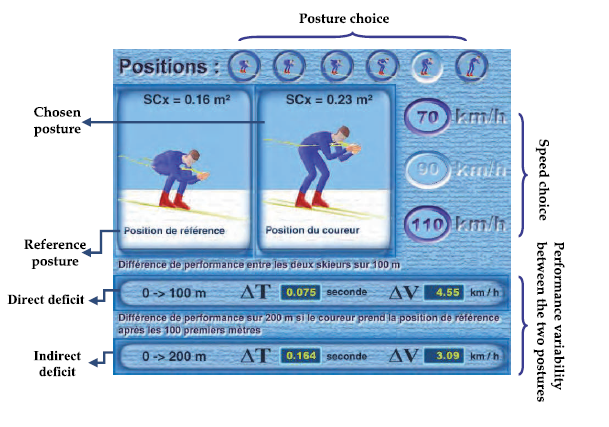 Posture choice
Positions :
SCx = 0.16 m²
SCx = 0.23 m²
Chosen
posture
70 km/h
90 km/h
110 km/h
Speed choice
Position de référence
Position du coureur
Reference
posture
Différence de performance entre les deux skieurs sur 100 m
Direct deficit
0 -> 100 m ΔT 0.075 seconde ΔV 4.55 km/h
Différence de performance sur 200 m si le coureur prend la position de référence
après les 100 premiers mètres
Indirect
deficit
0 -> 200 m ΔT 0.164 seconde ΔV 3.09 km/h
Performance variability
between the two postures